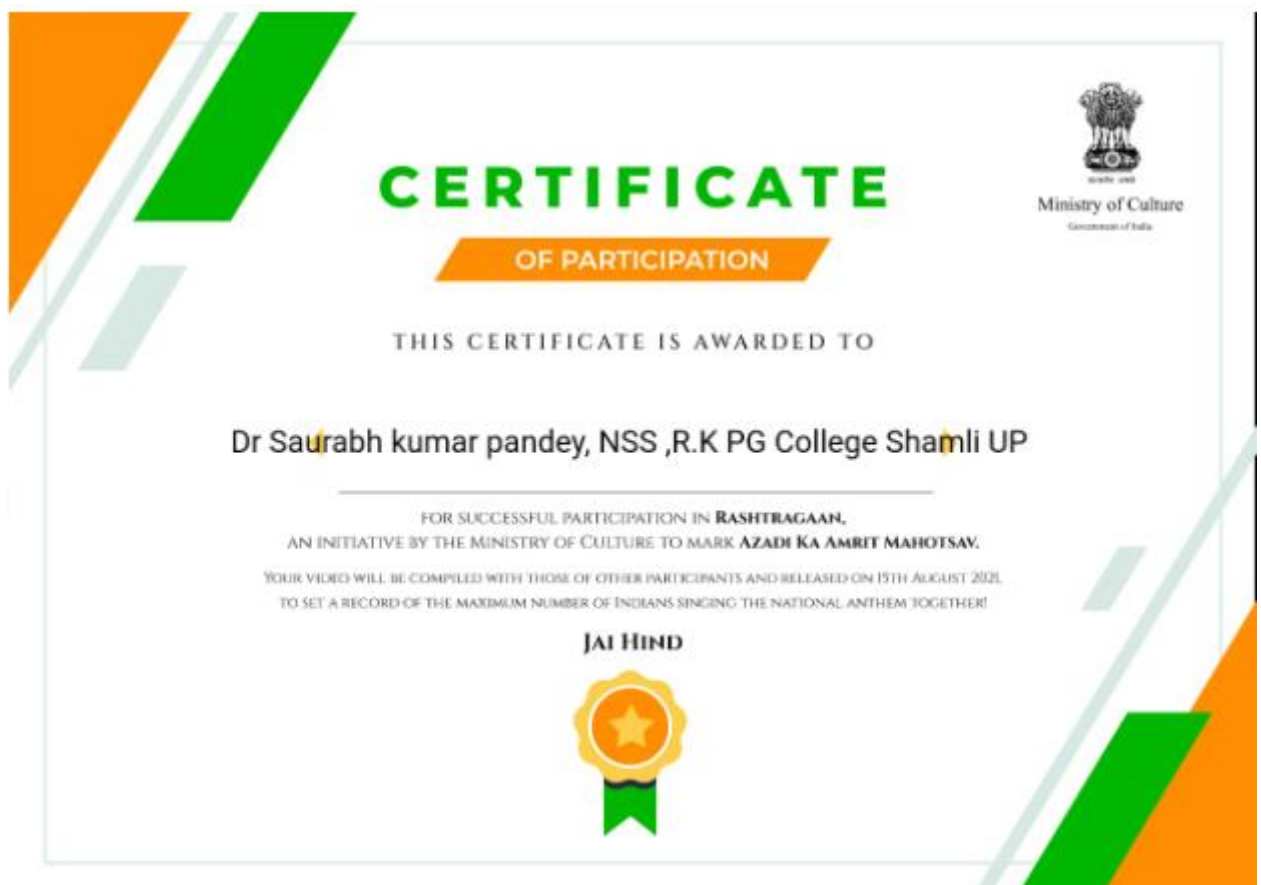 CERTIFICATE
OF PARTICIPATION
Ministry of Culture
Government of India
THIS CERTIFICATE IS AWARDED TO
Dr Saurabh kumar pandey, NSS ,R.K PG College Shamli UP
FOR SUCCESSFUL PARTICIPATION IN RASHTRAGAAN,
AN INITIATIVE BY THE MINISTRY OF CULTURE TO MARK AZADI KA AMRIT MAHOTSAV.
YOUR VIDEO WILL BE COMPILED WITH THOSE OF OTHER PARTICIPANTS AND RELEASED ON 15TH AUGUST 2021,
TO SET A RECORD OF THE MAXIMUM NUMBER OF INDIANS SINGING THE NATIONAL ANTHEM TOGETHER!
JAI HIND